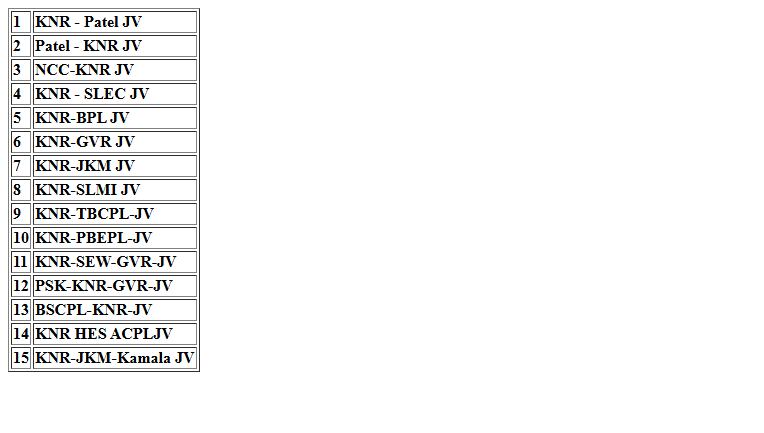 1 KNR - Patel JV
2 Patel - KNR JV
3 NCC-KNR JV
4 KNR - SLEC JV
5 KNR-BPL JV
6 KNR-GVR JV
7 KNR-JKM JV
8 KNR-SLMI JV
9 KNR-TBCPL-JV
10 KNR-PBEPL-JV
11 KNR-SEW-GVR-JV
12 PSK-KNR-GVR-JV
13 BSCPL-KNR-JV
14 KNR HES ACPLJV
15 KNR-JKM-Kamala JV